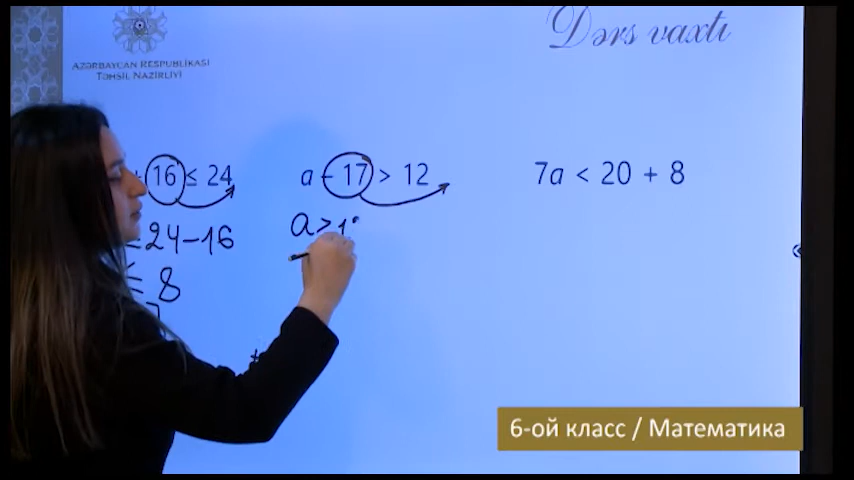 Dərs vaxtı
AZƏRBAYCAN RESPUBLİKASI
TƏHSİL NAZİRLİYİ
16 ≤ 24
a - 17 > 12
7a < 20 + 8
24-16
a > 1
8
6-ой класс / Математика